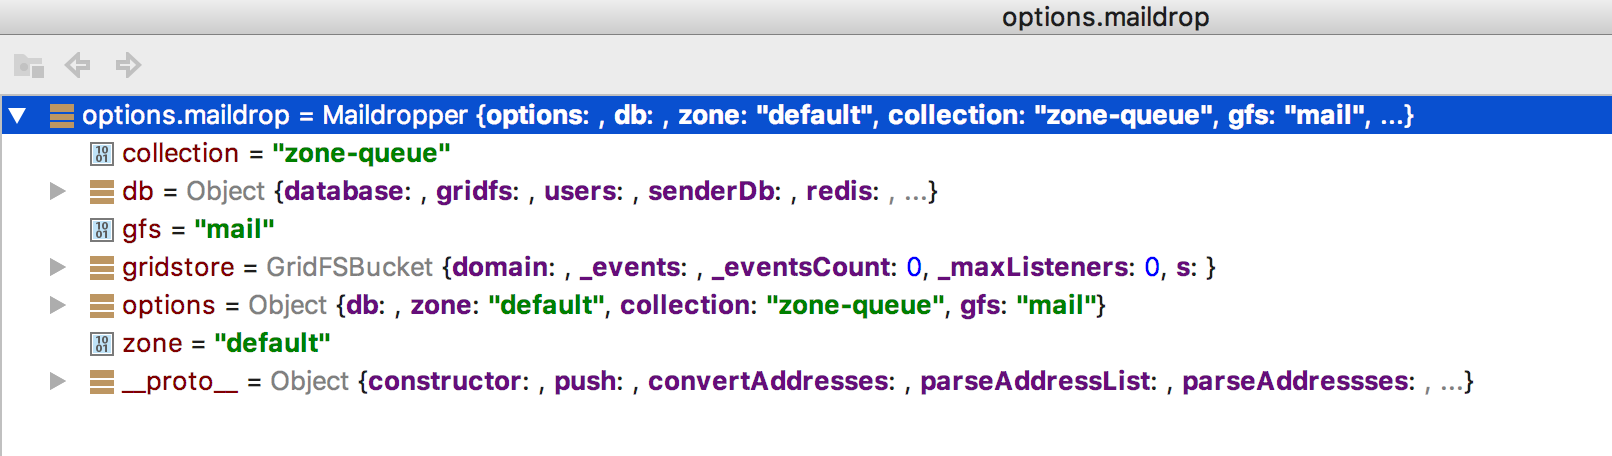 options.maildrop
options.maildrop = Maildropper {options: , db: , zone: "default", collection: "zone-queue", gfs: "mail", ...}
collection = "zone-queue"
db = Object {database: , gridfs: , users: , senderDb: , redis: , ...}
gfs = "mail"
gridstore = GridFSBucket {domain: , _events: , _eventsCount: 0, _maxListeners: 0, s: }
options = Object {db: , zone: "default", collection: "zone-queue", gfs: "mail"}
zone = "default"
__proto__ = Object {constructor: , push: , convertAddresses: , parseAddressList: , parseAddressses: , ...}